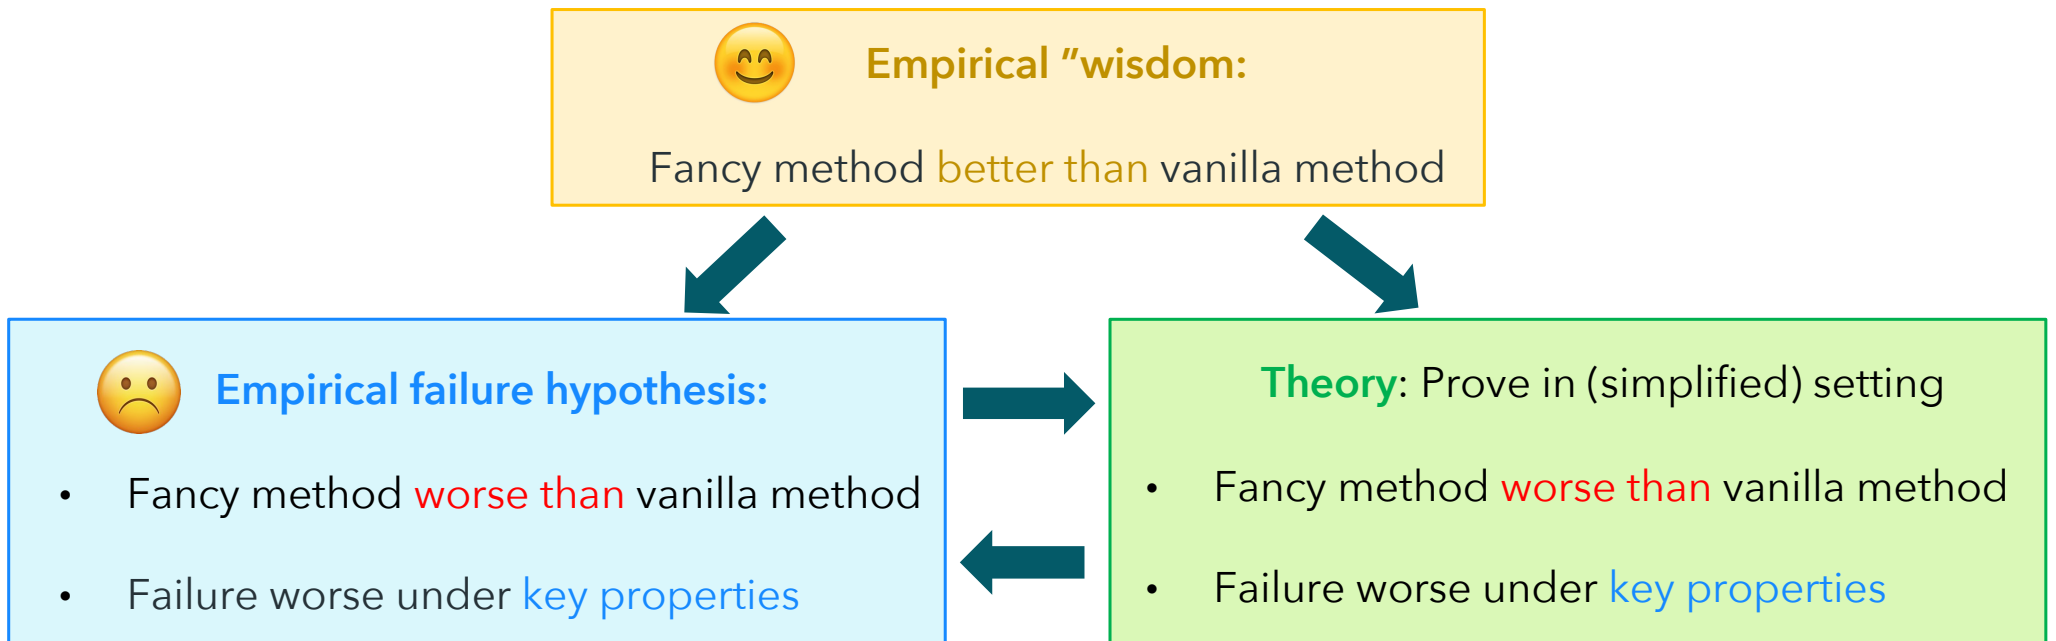 Empirical ”wisdom:
Fancy method better than vanilla method
Empirical failure hypothesis:
• Fancy method worse than vanilla method
• Failure worse under key properties
Theory: Prove in (simplified) setting
• Fancy method worse than vanilla method
• Failure worse under key properties